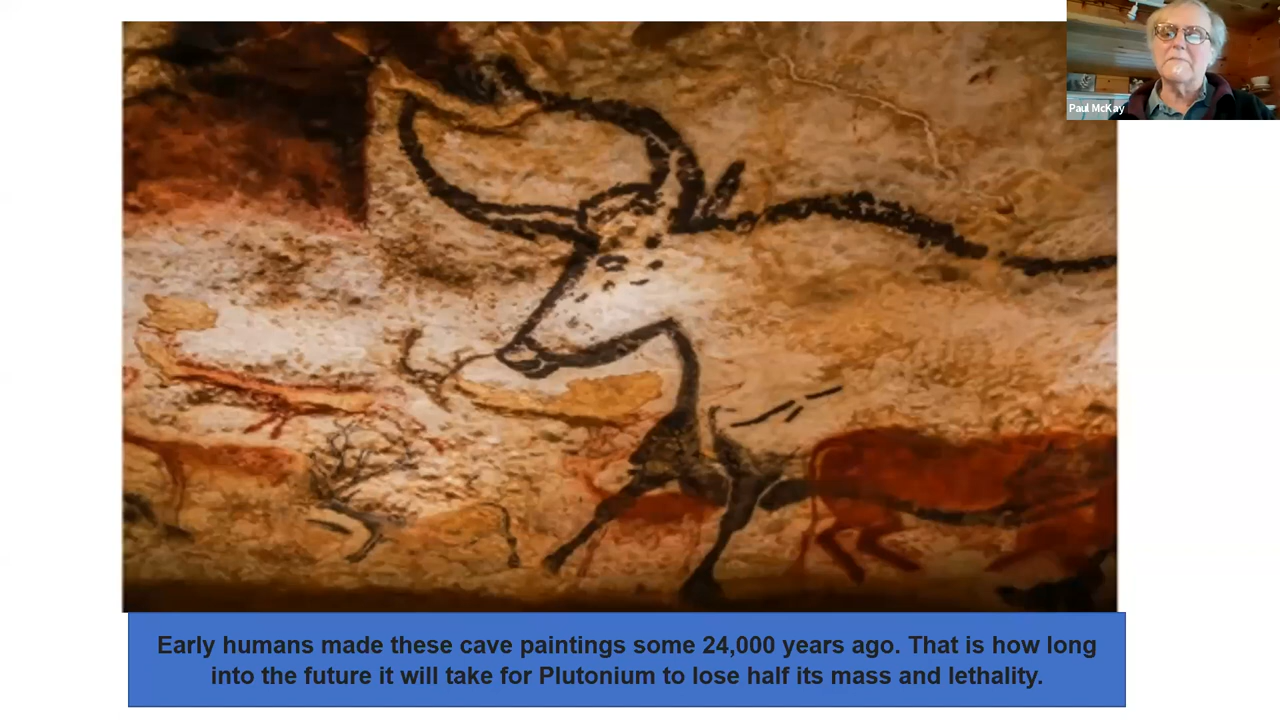 Paul McKay
Early humans made these cave paintings some 24,000 years ago. That is how long
into the future it will take for Plutonium to lose half its mass and lethality.